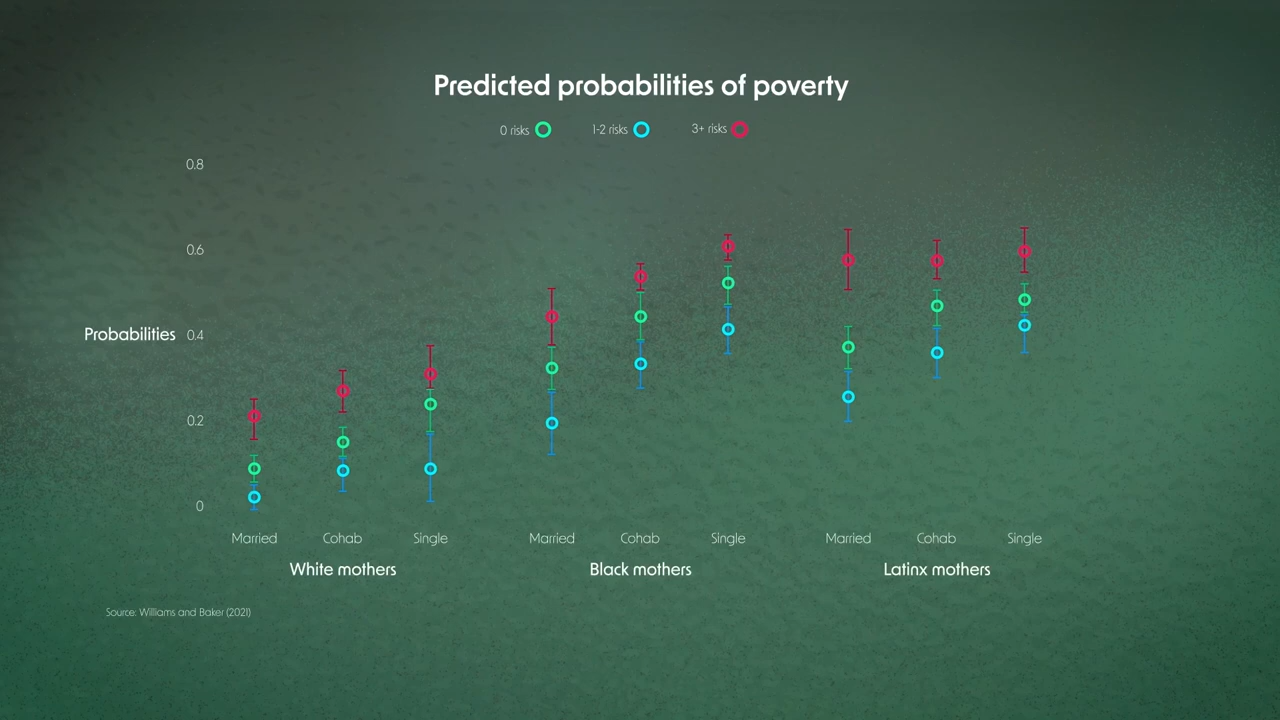 Predicted probabilities of poverty
0 risks 1-2 risks 3+ risks
0.8
0.6
Probabilities 0.4
0.2
0
Married Cohab Single Married Cohab Single Married Cohab Single
White mothers Black mothers Latinx mothers
Source: Williams and Baker (2021)